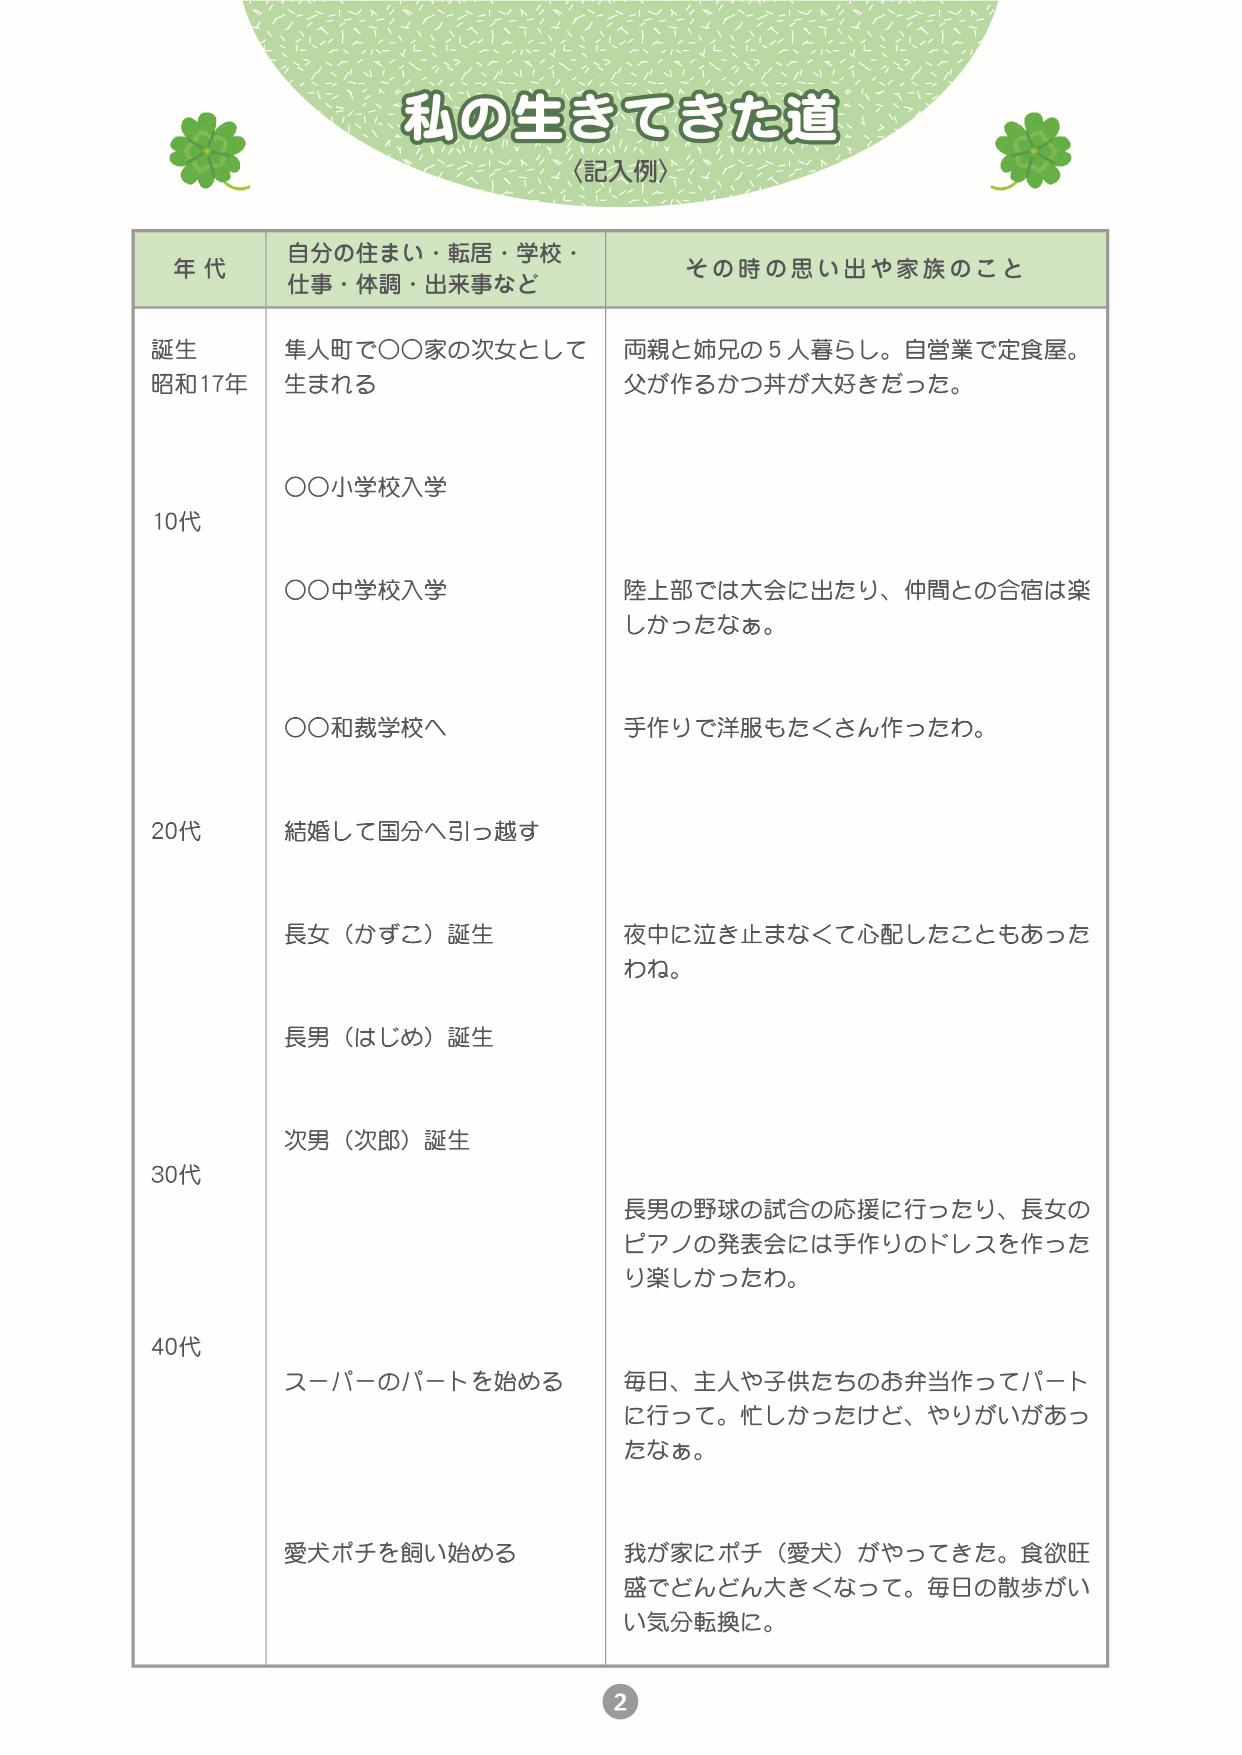 私の生きてきた道
〈記入例〉
年代
自分の住まい・転居・学校・
仕事・体調・出来事など
その時の思い出や家族のこと
誕生
昭和17年
隼人町で〇〇家の次女として
生まれる
両親と姉兄の５人暮らし。自営業で定食屋。
父が作るかつ丼が大好きだった。
〇〇小学校入学
10代
〇〇中学校入学
陸上部では大会に出たり、仲間との合宿は楽
しかったなぁ。
〇〇和裁学校へ
手作りで洋服もたくさん作ったわ。
20代
結婚して国分へ引っ越す
長女（かずこ）誕生
夜中に泣き止まなくて心配したこともあった
わね。
長男（はじめ）誕生
次男（次郎）誕生
30代
長男の野球の試合の応援に行ったり、長女の
ピアノの発表会には手作りのドレスを作った
り楽しかったわ。
40代
スーパーのパートを始める
毎日、主人や子供たちのお弁当作ってパート
に行って。忙しかったけど、やりがいがあっ
たなぁ。
愛犬ポチを飼い始める
我が家にポチ（愛犬）がやってきた。食欲旺
盛でどんどん大きくなって。毎日の散歩がい
い気分転換に。
2